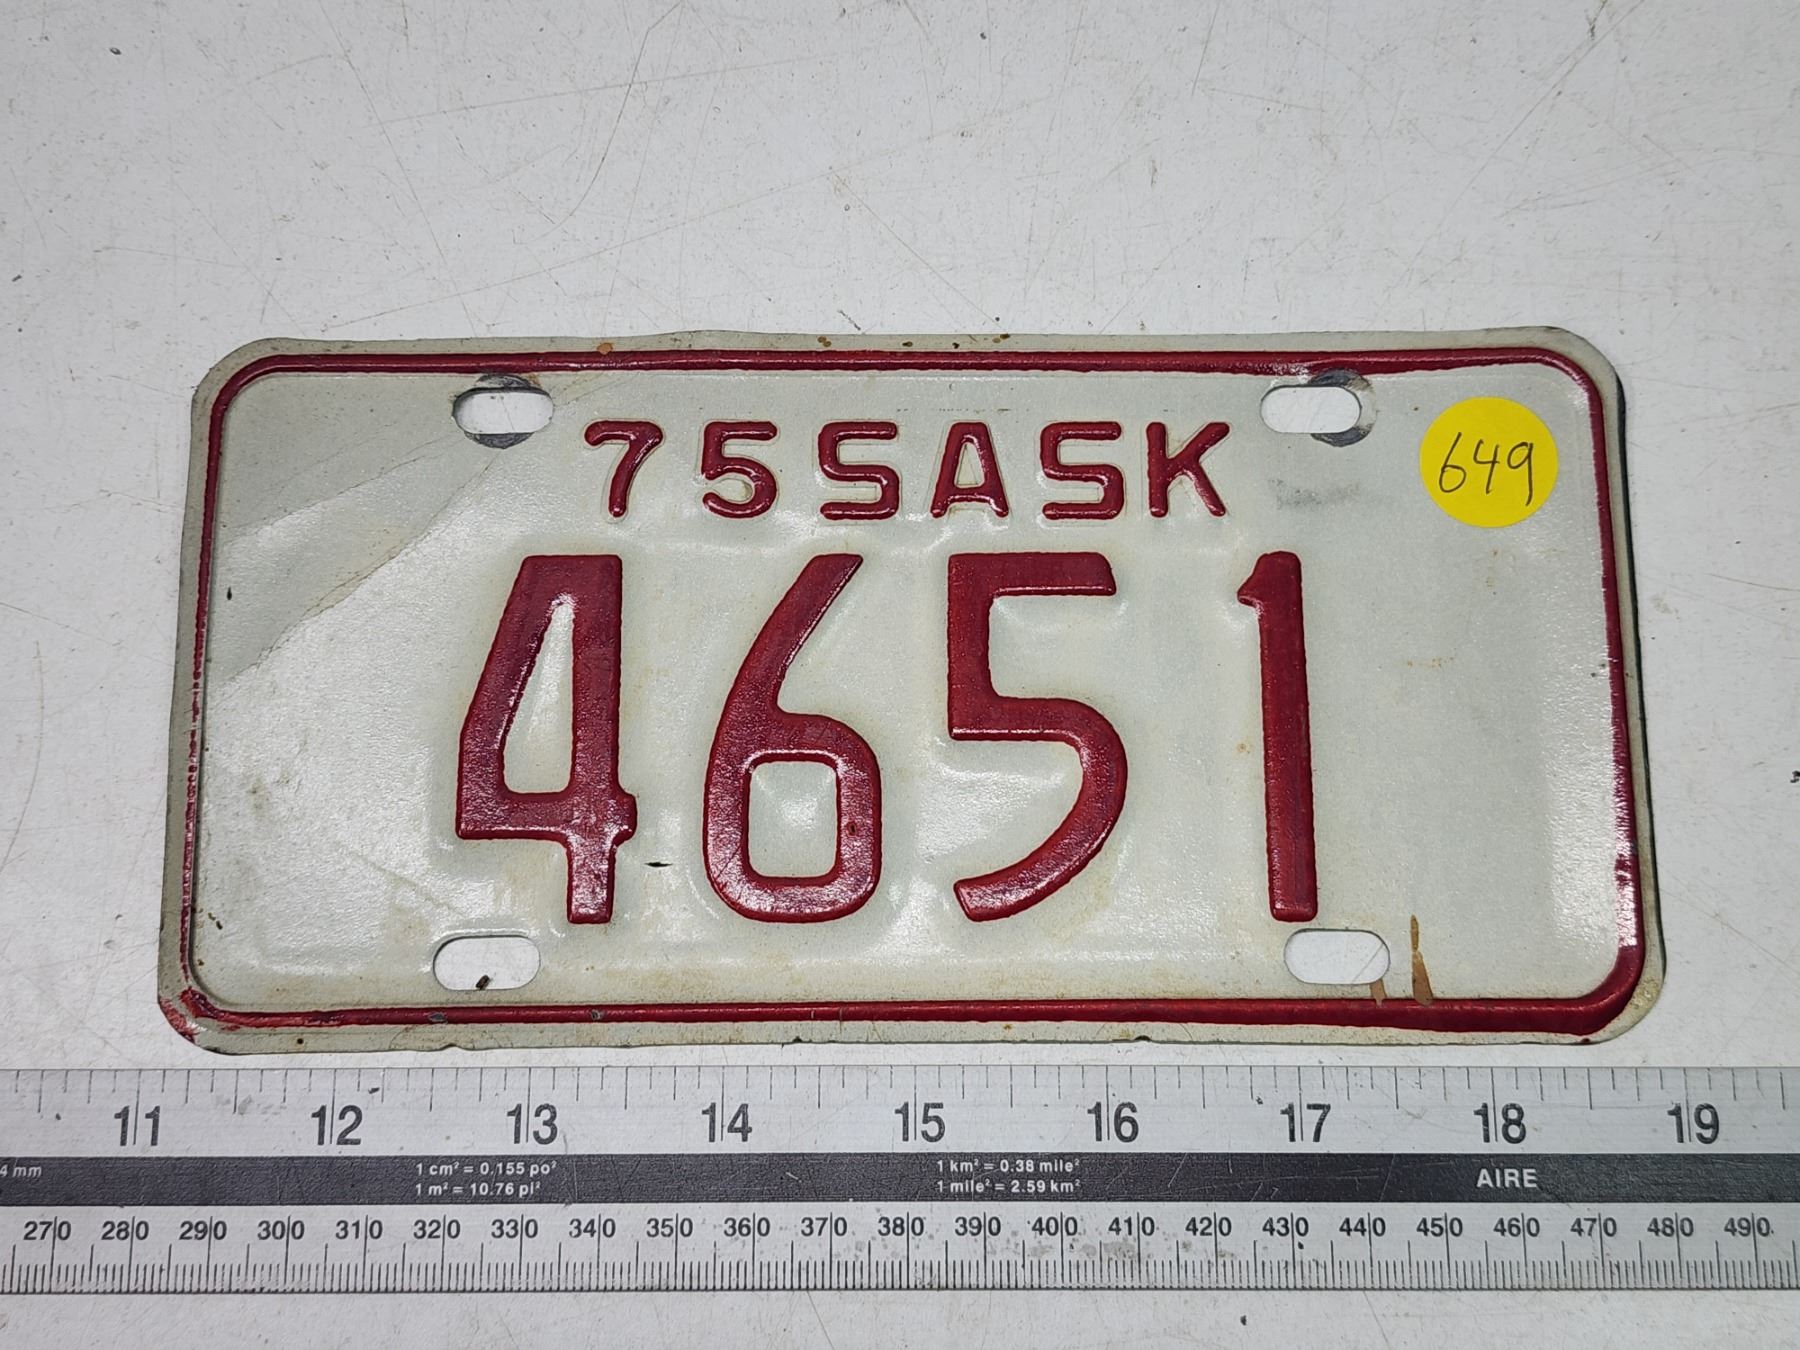 75SASK
649
4651
11 12 13 14 15 16 17 18 19
4 mm
1 cm² = 0.155 po²
1 m² = 10.76 pi²
1 km² = 0.38 mile²
1 mile² = 2.59 km²
AIRE
270 280 290 300 310 320 330 340 350 360 370 380 390 400 410 420 430 440 450 460 470 480 490